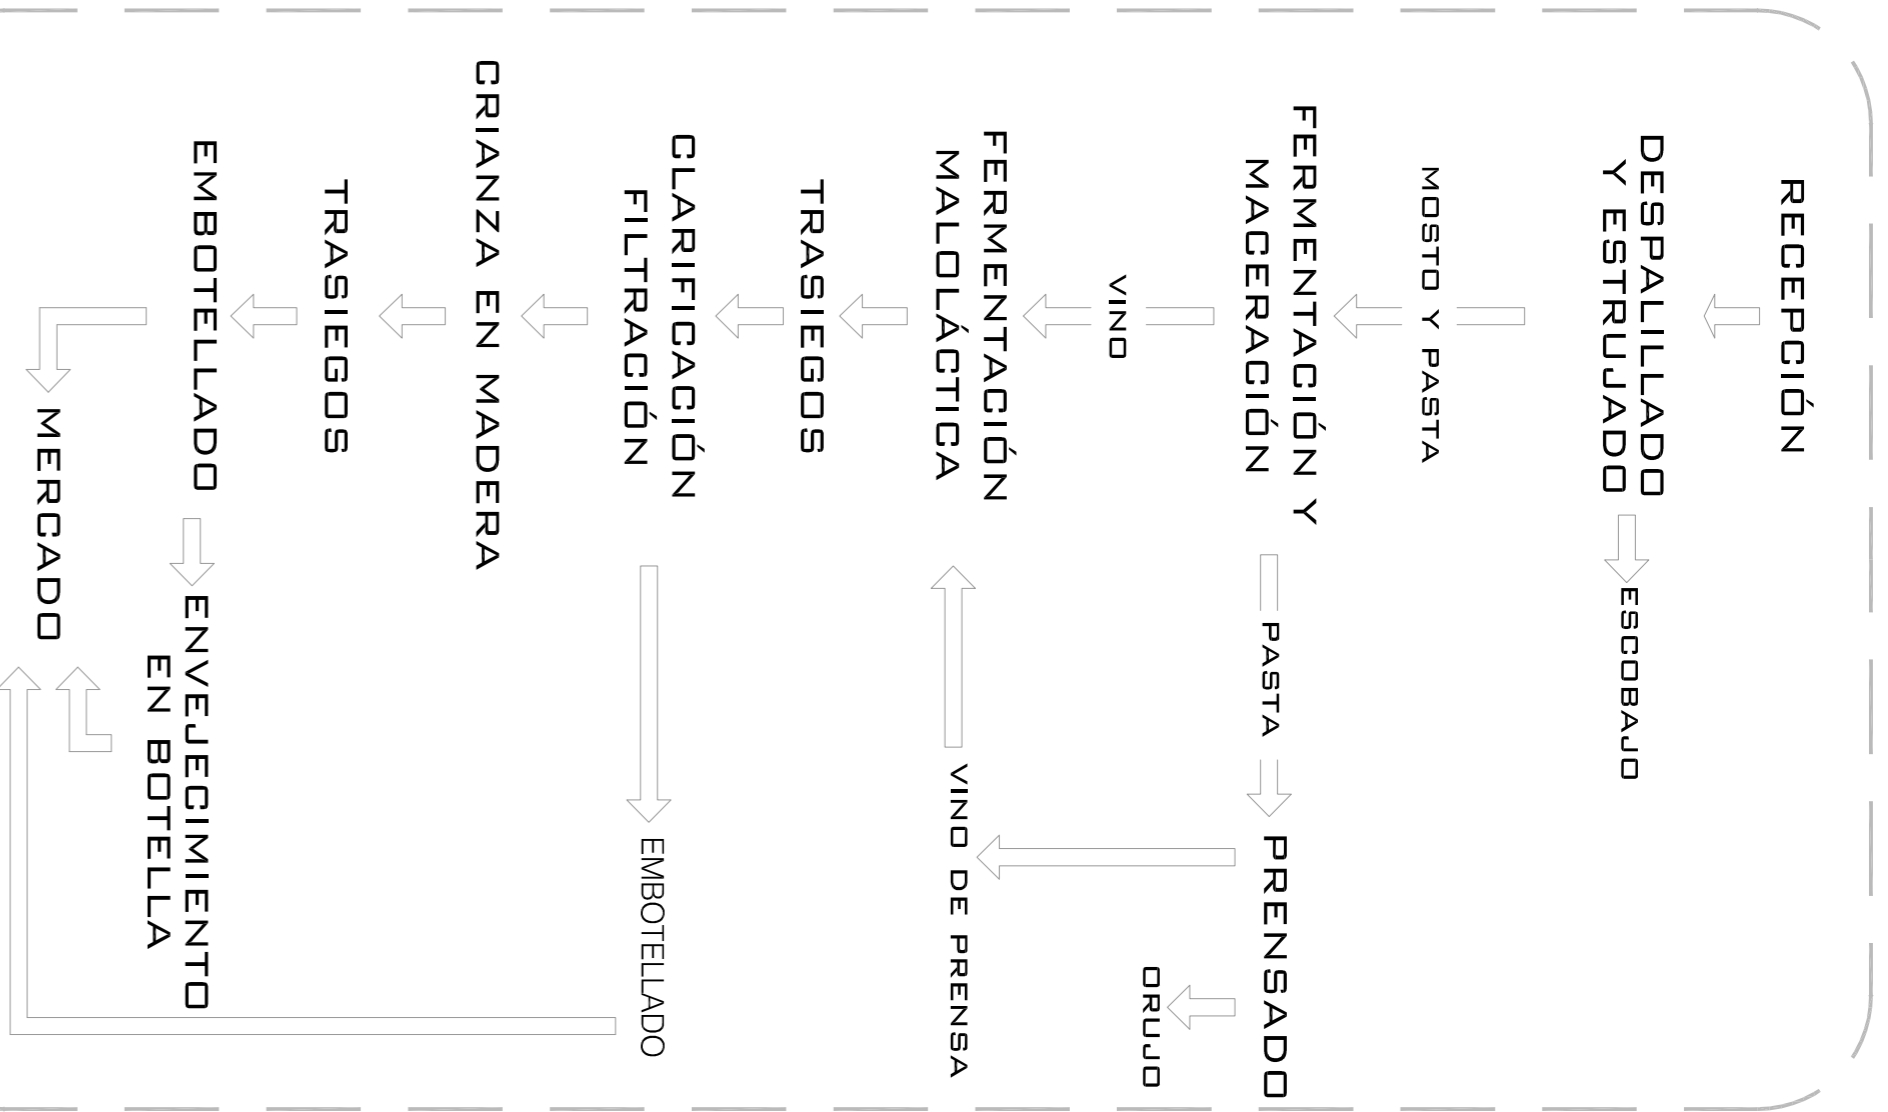 RECEPCIÓN
DESPALILLADO
Y ESTRUJADO
ESCOBAJO
MOSTO Y PASTA
FERMENTACIÓN Y
MACERACIÓN
PASTA
PRENSADO
VINO
ORUJO
FERMENTACIÓN
MALOLÁCTICA
VINO DE PRENSA
TRASIEGOS
CLARIFICACIÓN
FILTRACIÓN
EMBOTELLADO
CRIANZA EN MADERA
TRASIEGOS
EMBOTELLADO
ENVEJECIMIENTO
EN BOTELLA
MERCADO